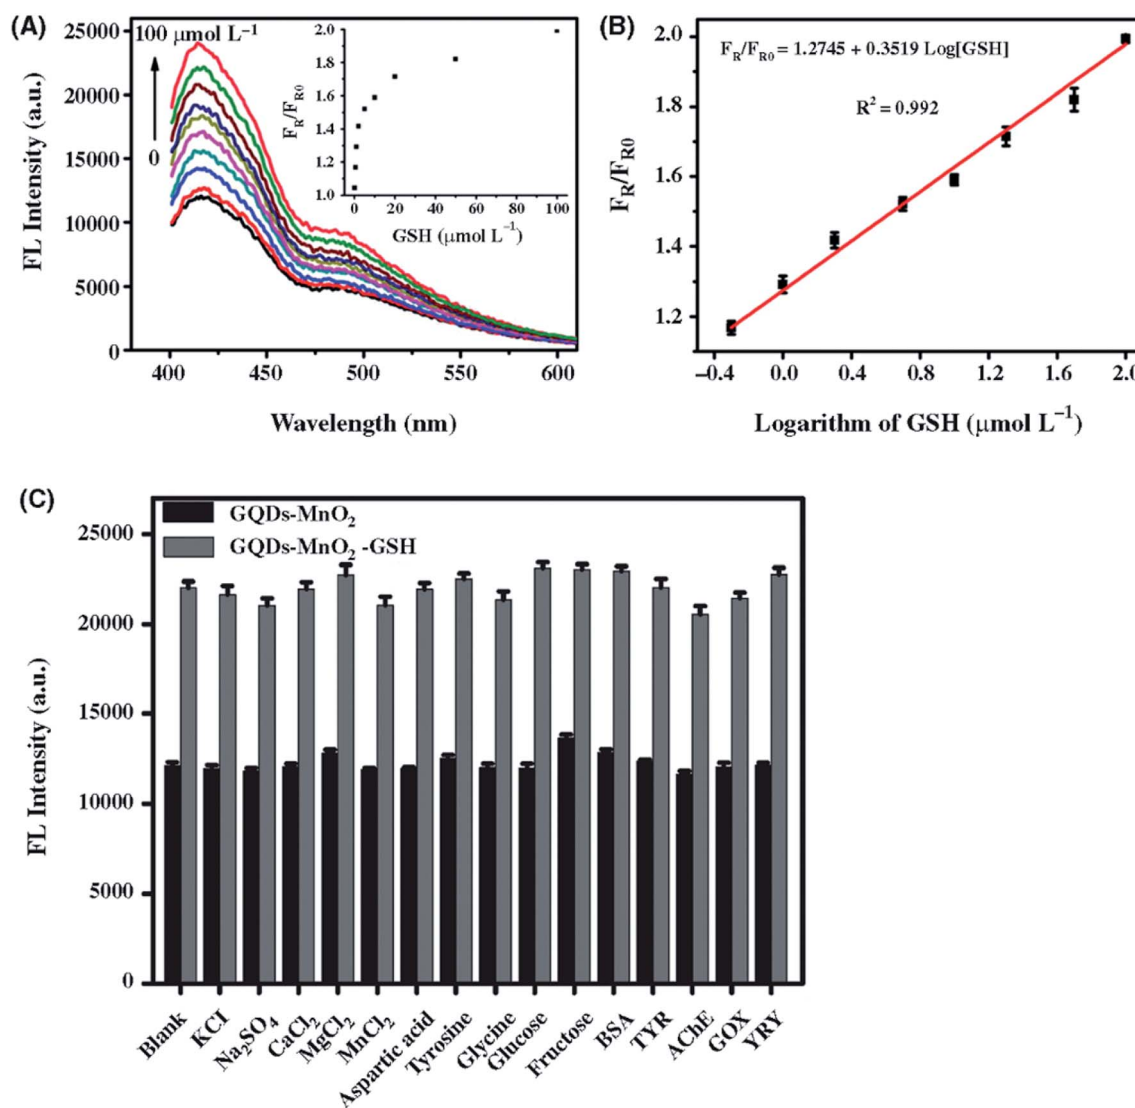 (A)
100 μmol L⁻¹
0
25000
20000
15000
10000
5000
0
FL Intensity (a.u.)
400 450 500 550 600
Wavelength (nm)
2.0
1.8
1.6
1.4
1.2
1.0
F_R/F_R0
20 40 60 80 100
GSH (μmol L⁻¹)
(B)
F_R/F_R0 = 1.2745 + 0.3519 Log[GSH]
R² = 0.992
2.0
1.8
1.6
1.4
1.2
F_R/F_R0
–0.4 0.0 0.4 0.8 1.2 1.6 2.0
Logarithm of GSH (μmol L⁻¹)
(C)
GQDs-MnO₂
GQDs-MnO₂ -GSH
25000
20000
15000
10000
5000
0
FL Intensity (a.u.)
Blank
KCl
Na₂SO₄
CaCl₂
MgCl₂
MnCl₂
Aspartic acid
Tyrosine
Glycine
Glucose
Fructose
BSA
TYR
AChE
GOX
YRY